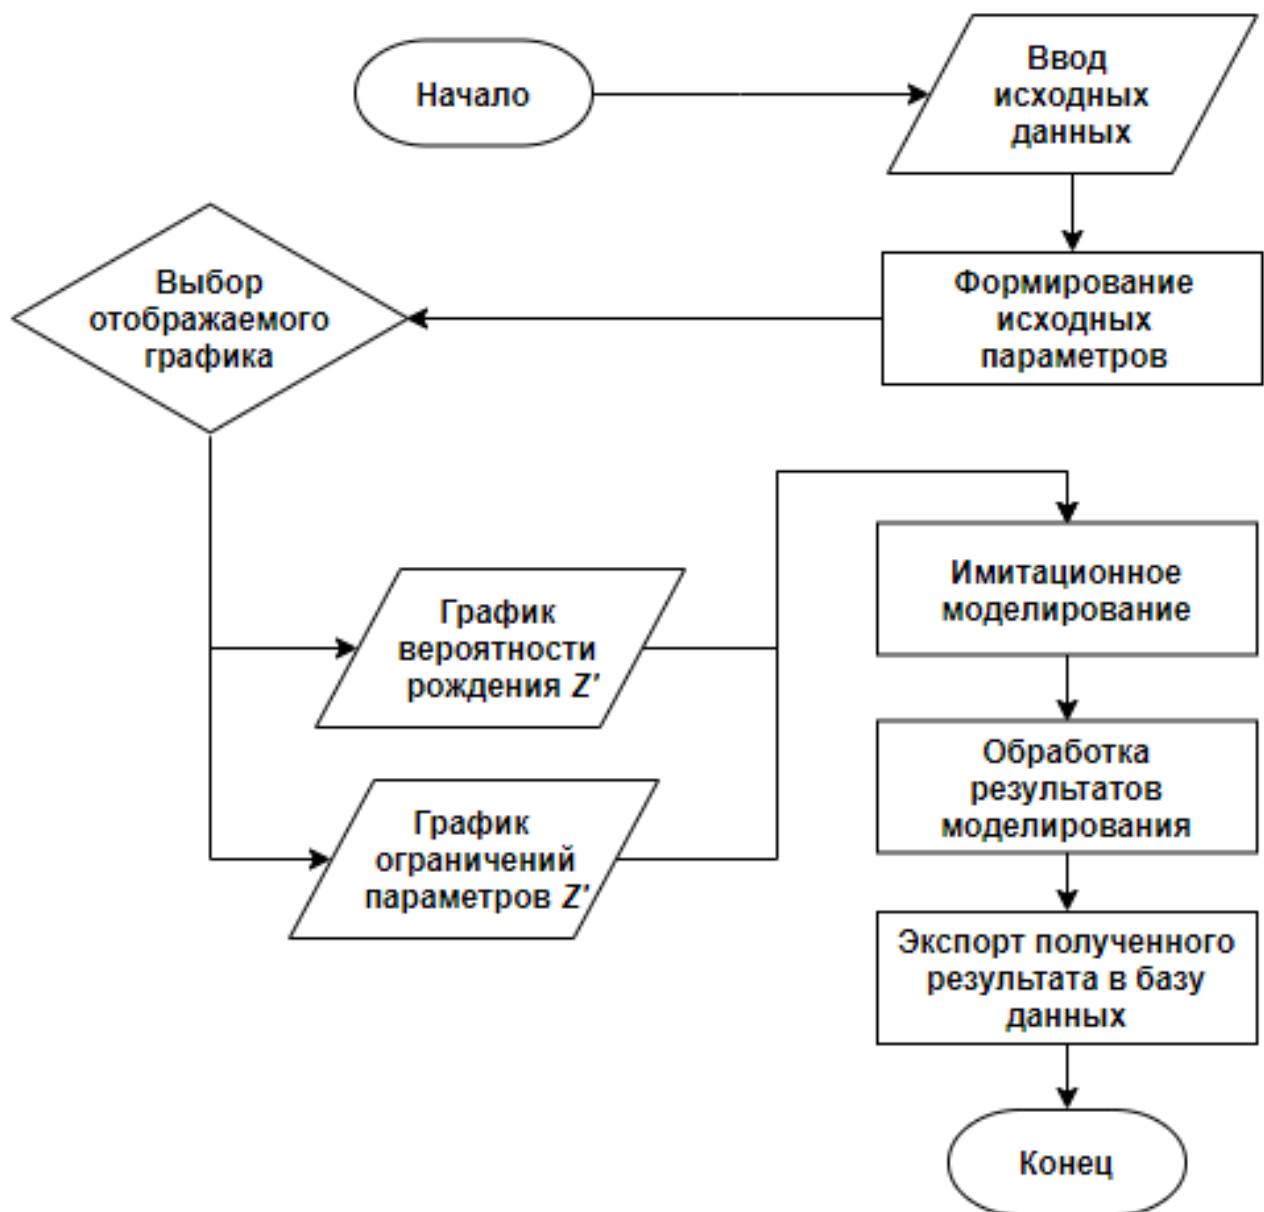 Начало
Ввод
исходных
данных
Формирование
исходных
параметров
Выбор
отображаемого
графика
График
вероятности
рождения Z'
График
ограничений
параметров Z'
Имитационное
моделирование
Обработка
результатов
моделирования
Экспорт полученного
результата в базу
данных
Конец